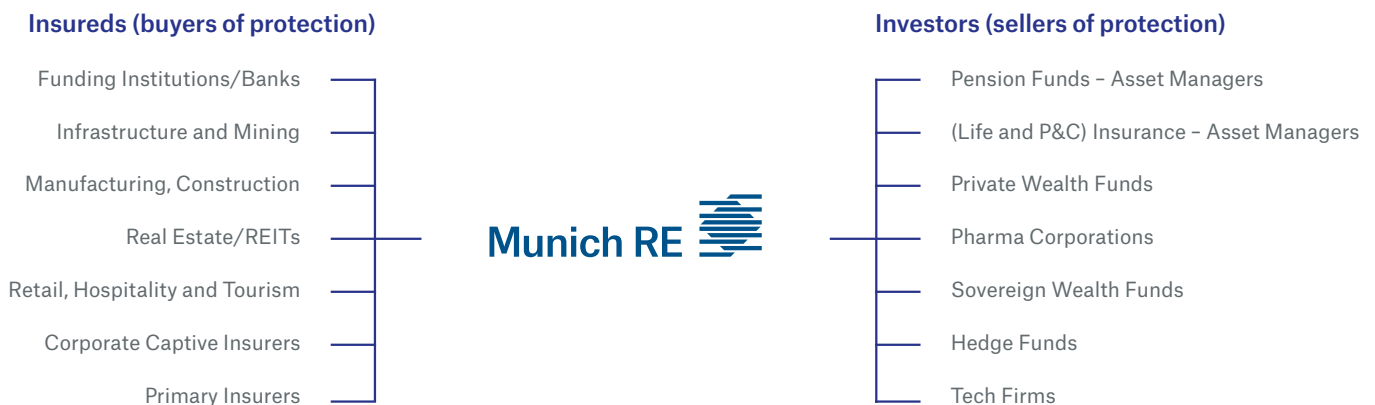 Insureds (buyers of protection)
Funding Institutions/Banks
Infrastructure and Mining
Manufacturing, Construction
Real Estate/REITs
Retail, Hospitality and Tourism
Corporate Captive Insurers
Primary Insurers
Munich RE
Investors (sellers of protection)
Pension Funds – Asset Managers
(Life and P&C) Insurance – Asset Managers
Private Wealth Funds
Pharma Corporations
Sovereign Wealth Funds
Hedge Funds
Tech Firms